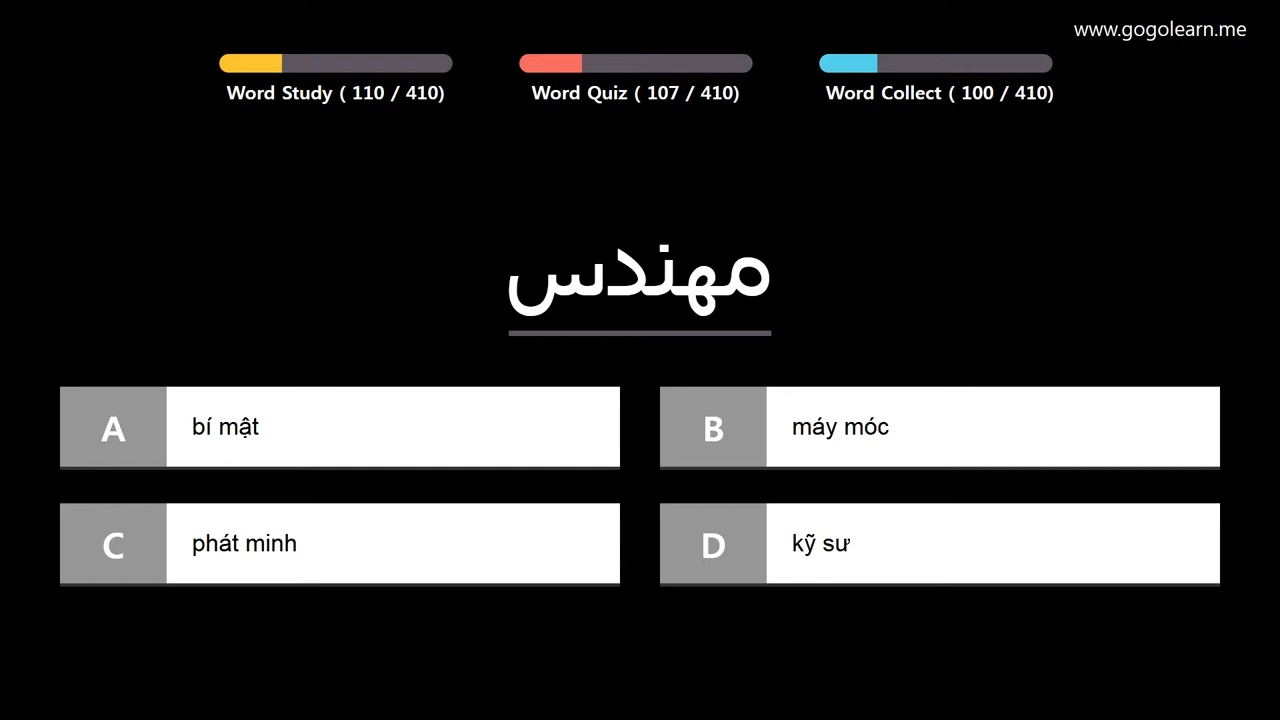 www.gogolearn.me
Word Study ( 110 / 410)
Word Quiz ( 107 / 410)
Word Collect ( 100 / 410)
مهندس
A bí mật
B máy móc
C phát minh
D kỹ sư